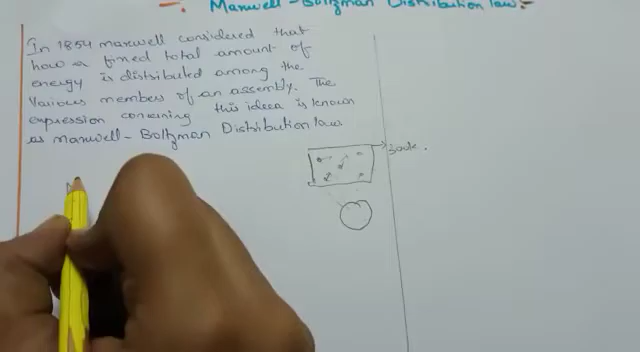 Maxwell-Boltzman Distribution law:-
In 1854 maxwell considered that
how a fixed total amount of
energy is distributed among the
various members of an assembly. The
expression concerning this ideea is known
as Maxwell-Boltzman Distribution law